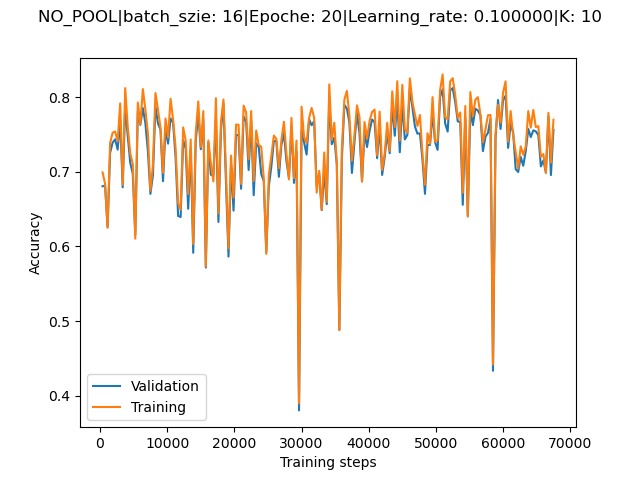 NO_POOL|batch_szie: 16|Epoche: 20|Learning_rate: 0.100000|K: 10
0.8
0.7
0.6
0.5
0.4
Accuracy
Validation
Training
0 10000 20000 30000 40000 50000 60000 70000
Training steps